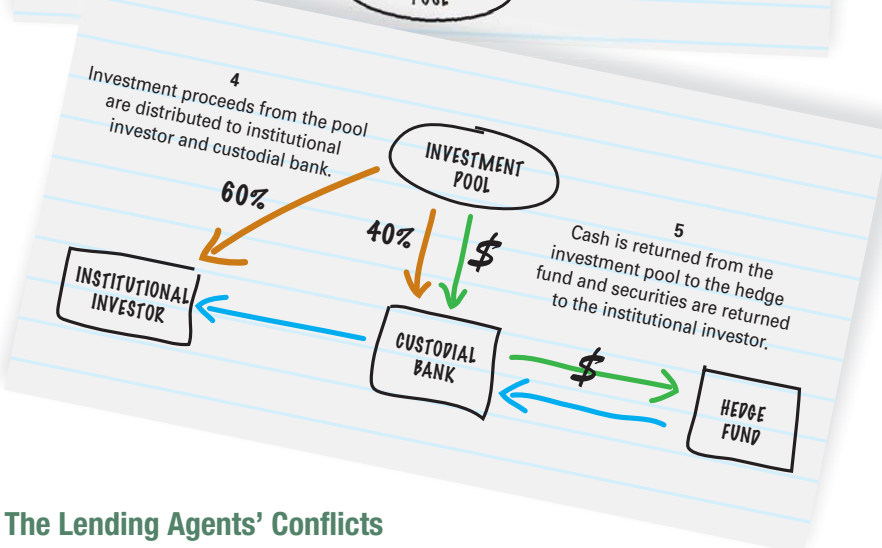 POOL
4
Investment proceeds from the pool
are distributed to institutional
investor and custodial bank.
60%
INVESTMENT
POOL
40%
$
5
Cash is returned from the
investment pool to the hedge
fund and securities are returned
to the institutional investor.
INSTITUTIONAL
INVESTOR
CUSTODIAL
BANK
$
HEDGE
FUND
The Lending Agents’ Conflicts